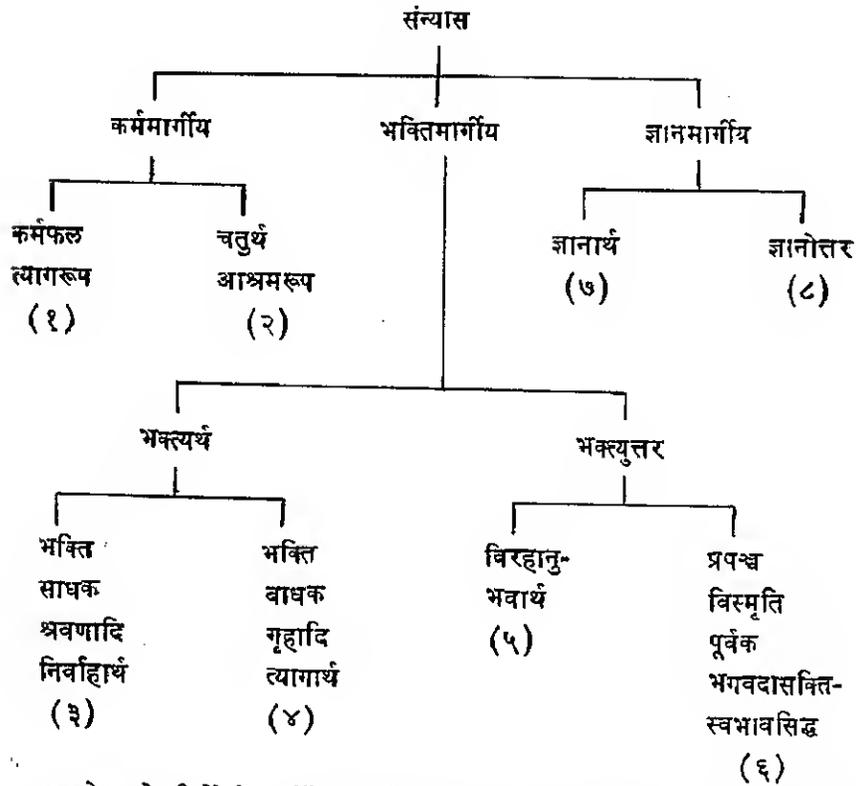 संन्यास
कर्ममार्गीय
भक्तिमार्गीय
ज्ञानमार्गीय
कर्मफल
त्यागरूप
(१)
चतुर्थ
आश्रमरूप
(२)
ज्ञानार्थ
(७)
ज्ञानोत्तर
(८)
भक्त्यर्थ
भक्त्युत्तर
भक्ति
साधक
श्रवणादि
निर्वाहार्थ
(३)
भक्ति
बाधक
गृहादि
त्यागार्थ
(४)
विरहानु-
भवार्थ
(५)
प्रपञ्च
विस्मृति
पूर्वक
भगवदासक्ति-
स्वभावसिद्ध
(६)